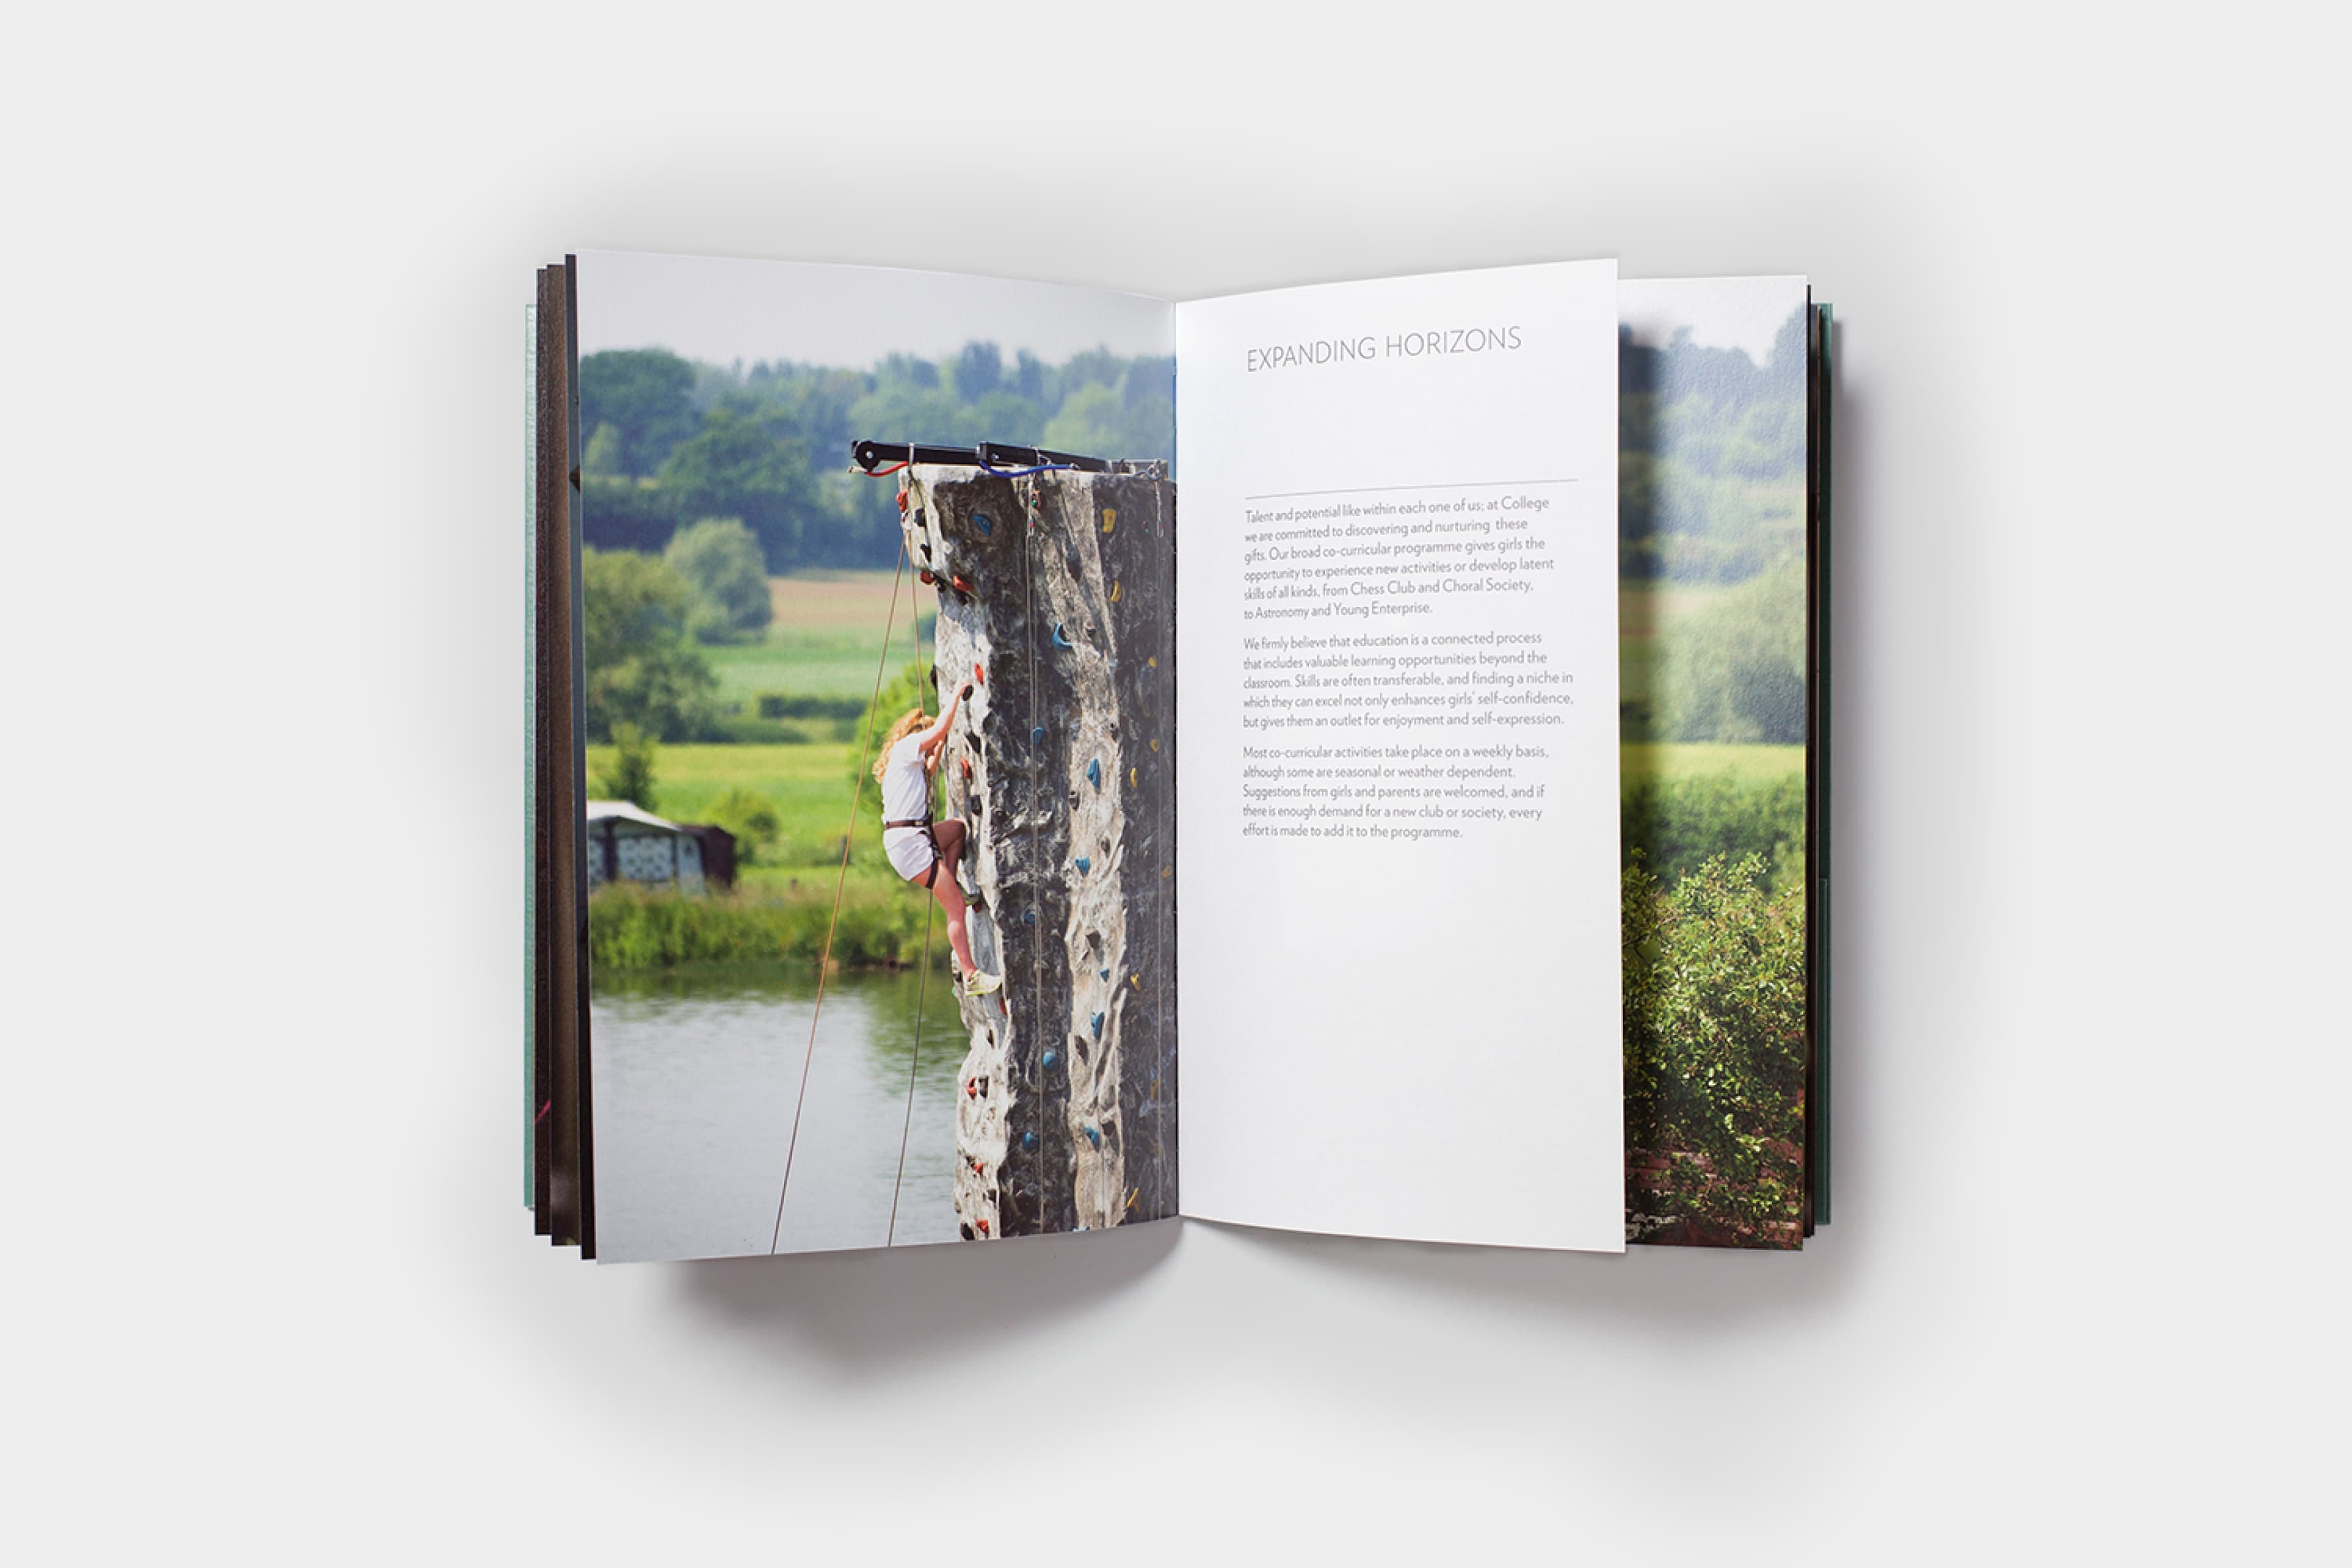 EXPANDING HORIZONS
Talent and potential like within each one of us; at College
we are committed to discovering and nurturing these
gifts. Our broad co-curricular programme gives girls the
opportunity to experience new activities or develop latent
skills of all kinds, from Chess Club and Choral Society,
to Astronomy and Young Enterprise.
We firmly believe that education is a connected process
that includes valuable learning opportunities beyond the
classroom. Skills are often transferable, and finding a niche in
which they can excel not only enhances girls' self-confidence,
but gives them an outlet for enjoyment and self-expression.
Most co-curricular activities take place on a weekly basis,
although some are seasonal or weather dependent.
Suggestions from girls and parents are welcomed, and if
there is enough demand for a new club or society, every
effort is made to add it to the programme.